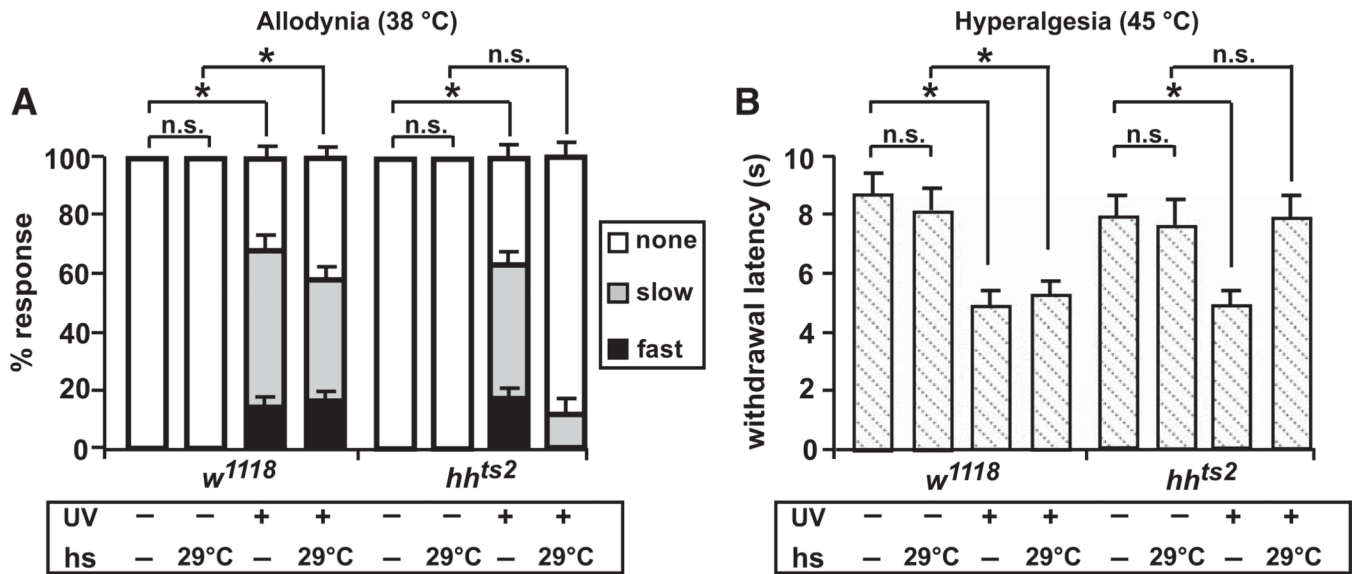 Allodynia (38 °C)
Hyperalgesia (45 °C)
A
* n.s.
* *
n.s. n.s.
B
* n.s.
* *
n.s. n.s.
% response
100
80
60
40
20
0
none
slow
fast
withdrawal latency (s)
10
8
6
4
2
0
w1118 hhts2
w1118 hhts2
UV – – + + – – + +
hs – 29°C – 29°C – 29°C – 29°C
UV – – + + – – + +
hs – 29°C – 29°C – 29°C – 29°C